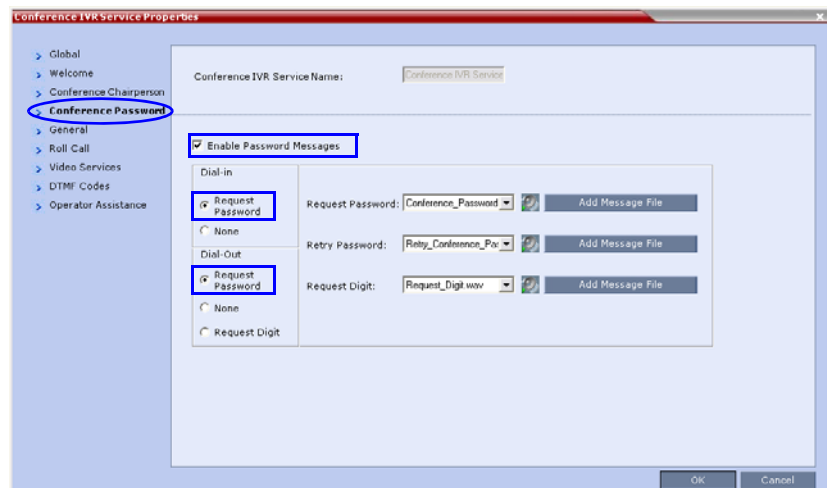 Conference IVR Service Properties
Global
Welcome
Conference Chairperson
Conference Password
General
Roll Call
Video Services
DTMF Codes
Operator Assistance
Conference IVR Service Name: Conference IVR Service
Enable Password Messages
Dial-in
Request Password
None
Dial-Out
Request Password
None
Request Digit
Request Password: Conference_Password Add Message File
Retry Password: Retry_Conference_Pas Add Message File
Request Digit: Request_Digit.wav Add Message File
OK Cancel